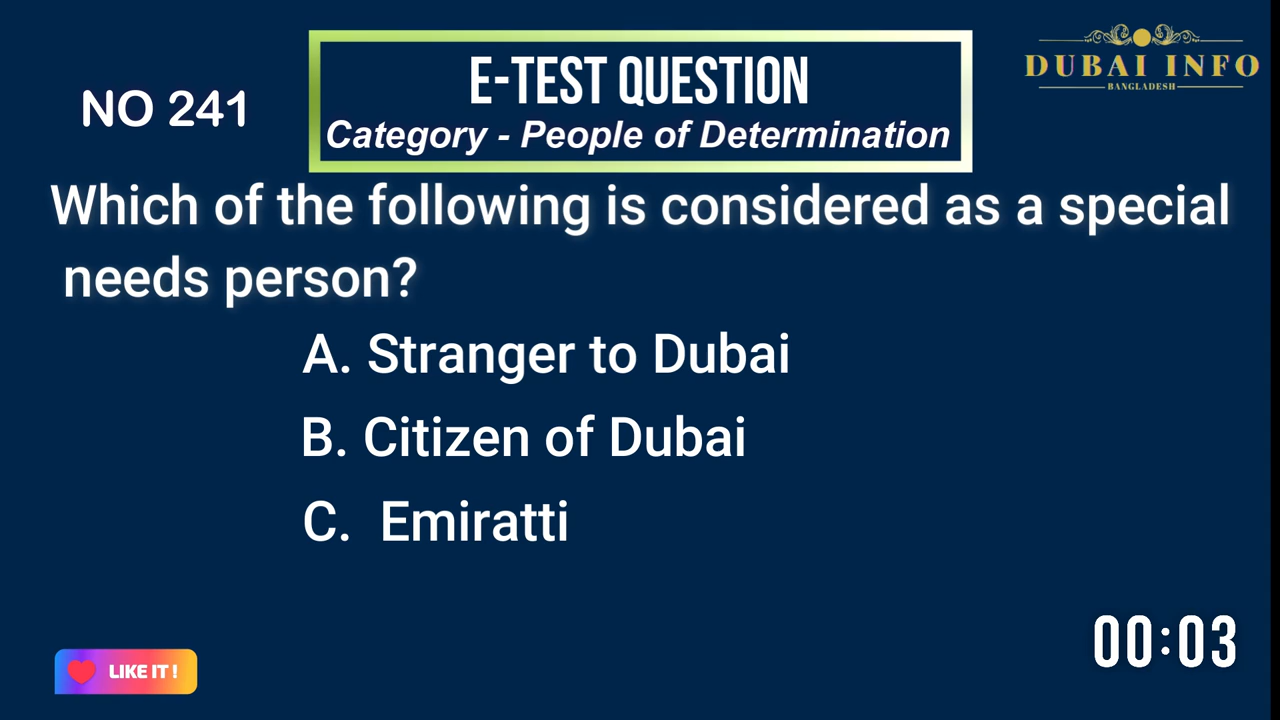 NO 241
E-TEST QUESTION
Category - People of Determination
DUBAI INFO
BANGLADESH
Which of the following is considered as a special
needs person?
A. Stranger to Dubai
B. Citizen of Dubai
C. Emiratti
LIKE IT !
00:03